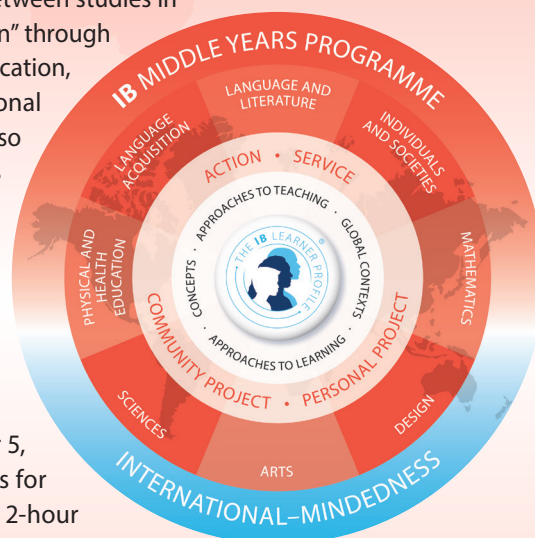 between studies in
n” through
cation,
onal
so
5,
s for
2-hour
IB MIDDLE YEARS PROGRAMME
LANGUAGE AND
LITERATURE
INDIVIDUALS
AND SOCIETIES
MATHEMATICS
DESIGN
ARTS
SCIENCES
PHYSICAL AND
HEALTH
EDUCATION
LANGUAGE
ACQUISITION
ACTION • SERVICE
COMMUNITY PROJECT • PERSONAL PROJECT
APPROACHES TO TEACHING · GLOBAL CONTEXTS · APPROACHES TO LEARNING · CONCEPTS ·
THE IB LEARNER PROFILE ®
INTERNATIONAL–MINDEDNESS